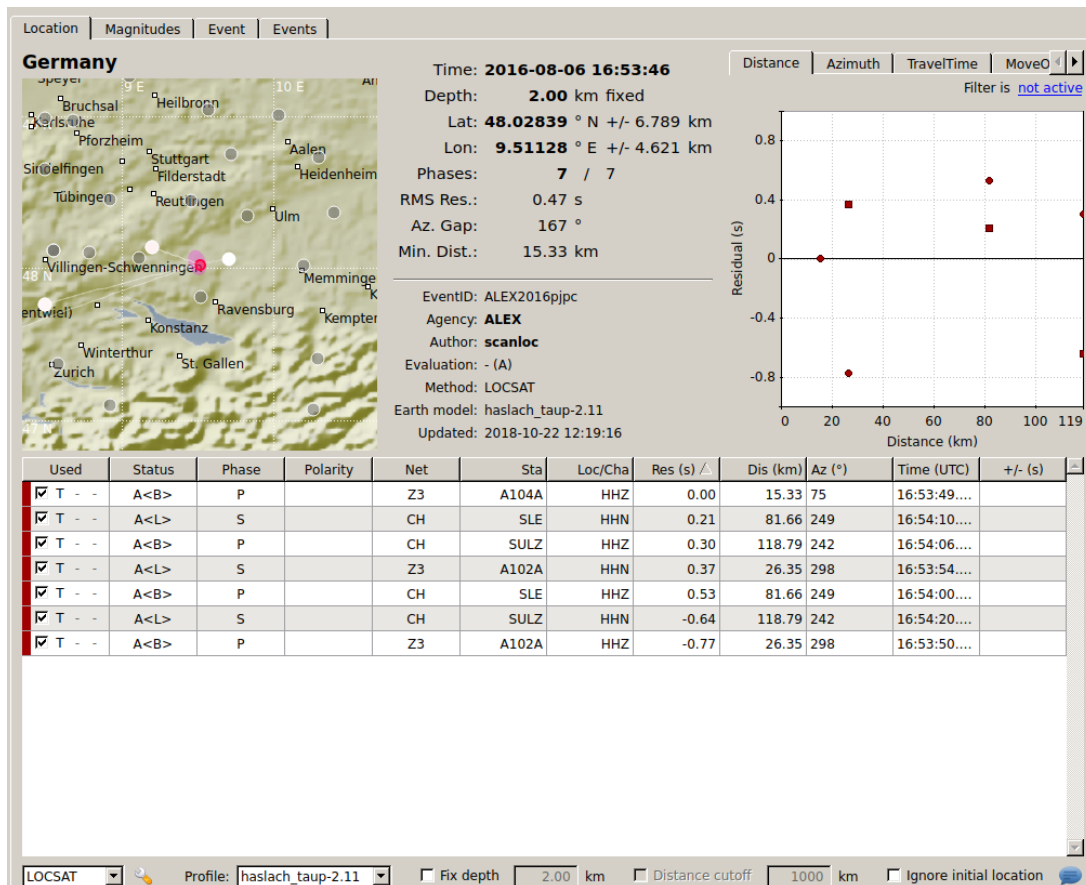 Location Magnitudes Event Events
Germany
Speyer
9 E
10 E
Bruchsal
Heilbronn
Karlsruhe
Pforzheim
Stuttgart
Aalen
Sindelfingen
Filderstadt
Heidenheim
Tübingen
Reutlingen
Ulm
Villingen-Schwenningen
48 N
Memminge
K
Ravensburg
entwiel)
Kempten
Konstanz
Winterthur
St. Gallen
Zurich
47 N
Time: 2016-08-06 16:53:46
Depth: 2.00 km fixed
Lat: 48.02839 ° N +/- 6.789 km
Lon: 9.51128 ° E +/- 4.621 km
Phases: 7 / 7
RMS Res.: 0.47 s
Az. Gap: 167 °
Min. Dist.: 15.33 km
EventID: ALEX2016pjpc
Agency: ALEX
Author: scanloc
Evaluation: - (A)
Method: LOCSAT
Earth model: haslach_taup-2.11
Updated: 2018-10-22 12:19:16
Distance Azimuth TravelTime MoveO
Filter is not active
0.8
0.4
0
-0.4
-0.8
Residual (s)
0 20 40 60 80 100 119
Distance (km)
Used Status Phase Polarity Net Sta Loc/Cha Res (s) Dis (km) Az (°) Time (UTC) +/- (s)
T - - A<B> P Z3 A104A HHZ 0.00 15.33 75 16:53:49....
T - - A<L> S CH SLE HHN 0.21 81.66 249 16:54:10....
T - - A<B> P CH SULZ HHZ 0.30 118.79 242 16:54:06....
T - - A<L> S Z3 A102A HHN 0.37 26.35 298 16:53:54....
T - - A<B> P CH SLE HHZ 0.53 81.66 249 16:54:00....
T - - A<L> S CH SULZ HHN -0.64 118.79 242 16:54:20....
T - - A<B> P Z3 A102A HHZ -0.77 26.35 298 16:53:50....
LOCSAT Profile: haslach_taup-2.11 Fix depth 2.00 km Distance cutoff 1000 km Ignore initial location